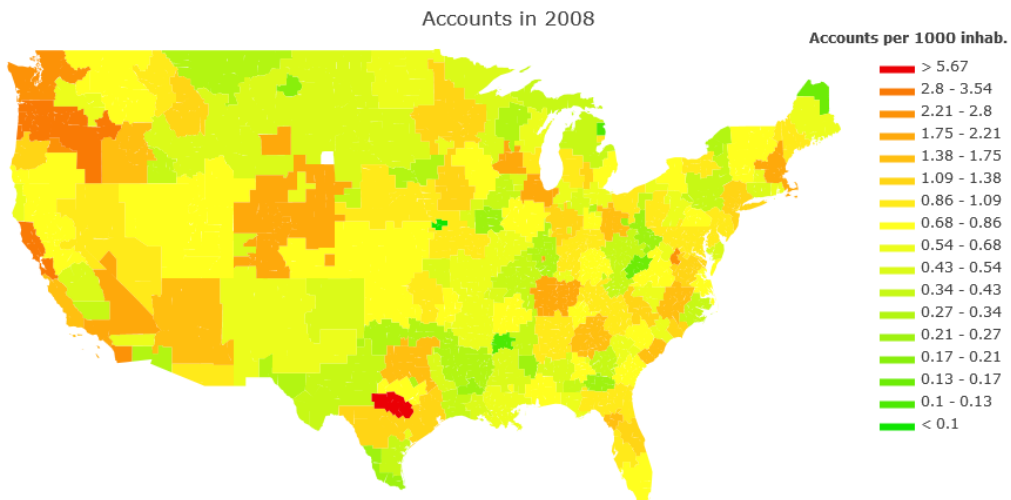 Accounts in 2008
Accounts per 1000 inhab.
> 5.67
2.8 - 3.54
2.21 - 2.8
1.75 - 2.21
1.38 - 1.75
1.09 - 1.38
0.86 - 1.09
0.68 - 0.86
0.54 - 0.68
0.43 - 0.54
0.34 - 0.43
0.27 - 0.34
0.21 - 0.27
0.17 - 0.21
0.13 - 0.17
0.1 - 0.13
< 0.1